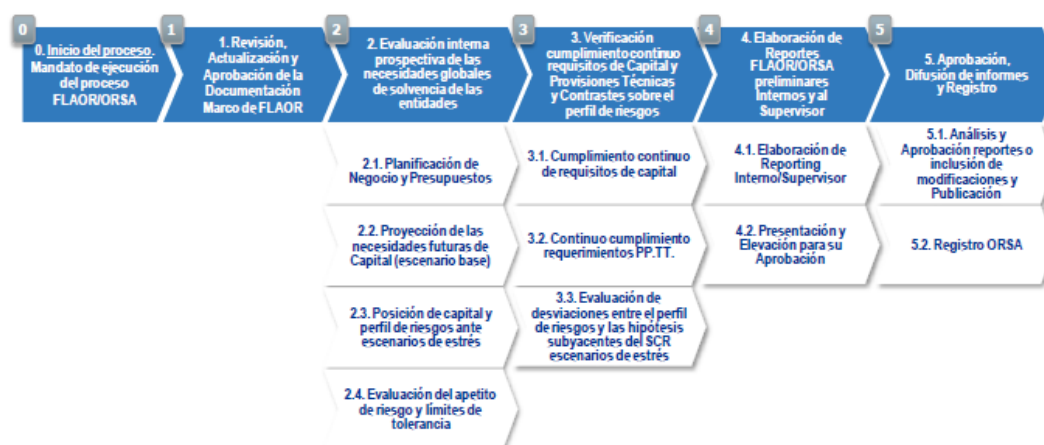 0
0. Inicio del proceso.
Mandato de ejecución
del proceso
FLAOR/ORSA
1
1. Revisión,
Actualización y
Aprobación de la
Documentación
Marco de FLAOR
2
2. Evaluación interna
prospectiva de las
necesidades globales
de solvencia de las
entidades
3
3. Verificación
cumplimiento continuo
requisitos de Capital y
Provisiones Técnicas
y Contrastes sobre el
perfil de riesgos
4
4. Elaboración de
Reportes
FLAOR/ORSA
preliminares
Internos y al
Supervisor
5
5. Aprobación,
Difusión de informes
y Registro
2.1. Planificación de
Negocio y Presupuestos
2.2. Proyección de las
necesidades futuras de
Capital (escenario base)
2.3. Posición de capital y
perfil de riesgos ante
escenarios de estrés
2.4. Evaluación del apetito
de riesgo y límites de
tolerancia
3.1. Cumplimiento continuo
de requisitos de capital
3.2. Continuo cumplimiento
requerimientos PP.TT.
3.3. Evaluación de
desviaciones entre el perfil
de riesgos y las hipótesis
subyacentes del SCR
escenarios de estrés
4.1. Elaboración de
Reporting
Interno/Supervisor
4.2. Presentación y
Elevación para su
Aprobación
5.1. Análisis y
Aprobación reportes o
inclusión de
modificaciones y
Publicación
5.2. Registro ORSA